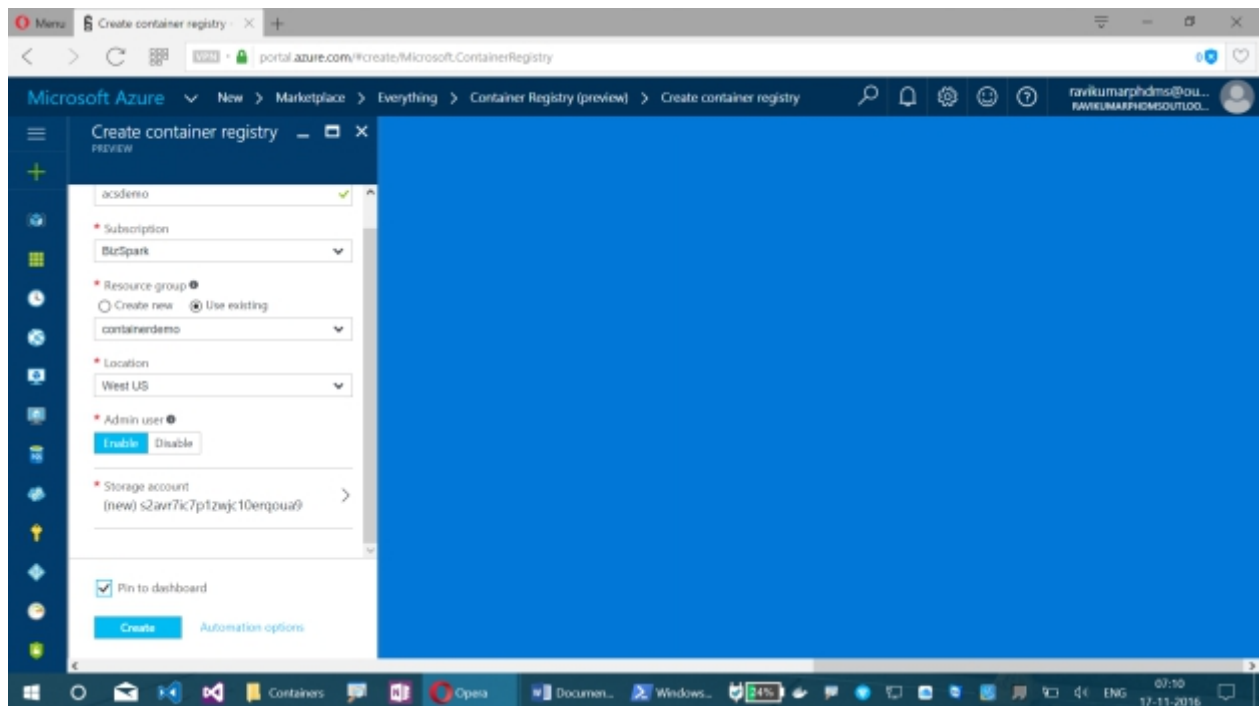 Menu
Create container registry
VPN
portal.azure.com/#create/Microsoft.ContainerRegistry
0
Microsoft Azure
New > Marketplace > Everything > Container Registry (preview) > Create container registry
ravikumarphdms@ou...
RAVIKUMARPHDMSOUTLOO...
Create container registry
PREVIEW
acsdemo
* Subscription
BizSpark
* Resource group
Create new
Use existing
containerdemo
* Location
West US
* Admin user
Enable
Disable
* Storage account
(new) s2avr7ic7p1zwjc10erqoua9
Pin to dashboard
Create
Automation options
Containers
Opera
Documen...
Windows...
24%
ENG
07:10
17-11-2016